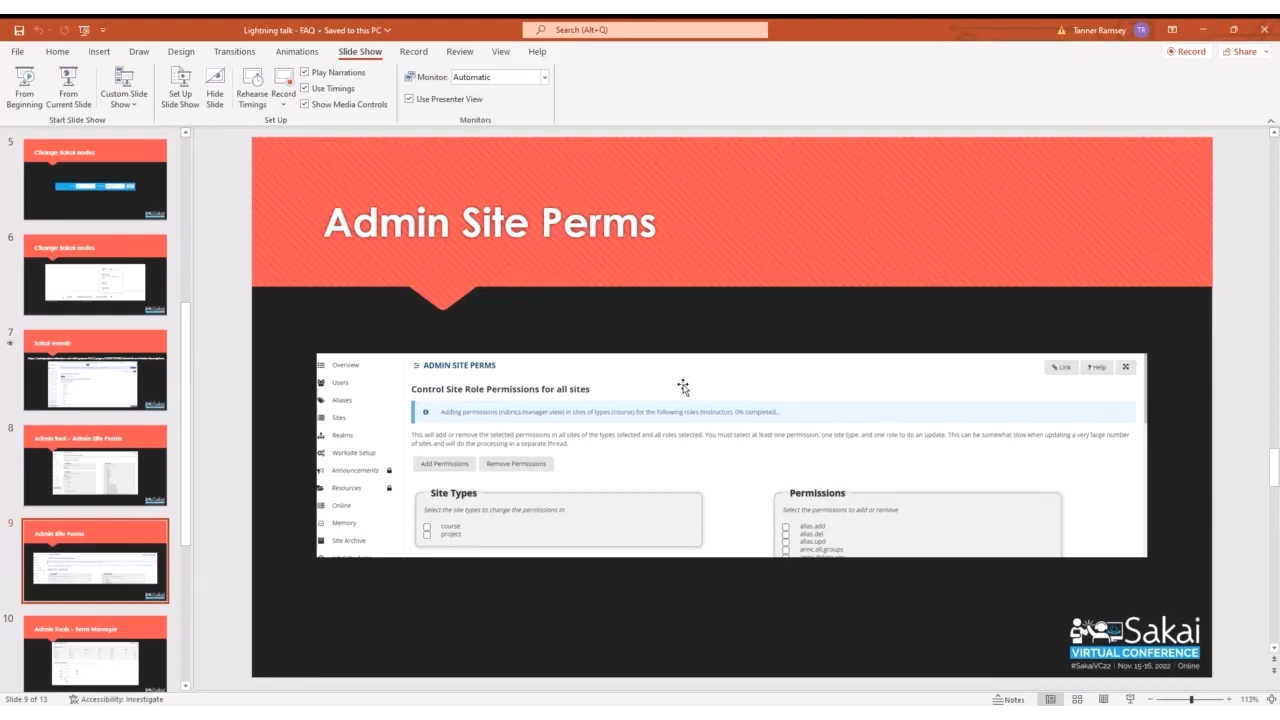 Lightning talk - FAQ • Saved to this PC
Search (Alt+Q)
Tanner Ramsey
TR
File Home Insert Draw Design Transitions Animations Slide Show Record Review View Help
Record
Share
From Beginning
From Current Slide
Custom Slide Show
Set Up Slide Show
Hide Slide
Rehearse Timings
Record
Play Narrations
Use Timings
Show Media Controls
Monitor: Automatic
Use Presenter View
Start Slide Show
Set Up
Monitors
5
Change Sakai nodes
6
Change Sakai nodes
7
Sakai events
8
Admin tool - Admin Site Perms
9
Admin Site Perms
10
Admin tools - Term Manager
Admin Site Perms
Overview
Users
Aliases
Sites
Realms
Worksite Setup
Announcements
Resources
Online
Memory
Site Archive
ADMIN SITE PERMS
Link
? Help
Control Site Role Permissions for all sites
Adding permissions (rubrics.manager.view) in sites of types (course) for the following roles (Instructor). 0% completed...
This will add or remove the selected permissions in all sites of the types selected and all roles selected. You must select at least one permission, one site type, and one role to do an update. This can be somewhat slow when updating a very large number
of sites and will do the processing in a separate thread.
Add Permissions
Remove Permissions
Site Types
Select the site types to change the permissions in
course
project
Permissions
Select the permissions to add or remove
alias.add
alias.del
alias.upd
annc.all.groups
Sakai
VIRTUAL CONFERENCE
#SakaiVC22 | Nov. 15-16, 2022 | Online
Slide 9 of 13
Accessibility: Investigate
Notes
113%